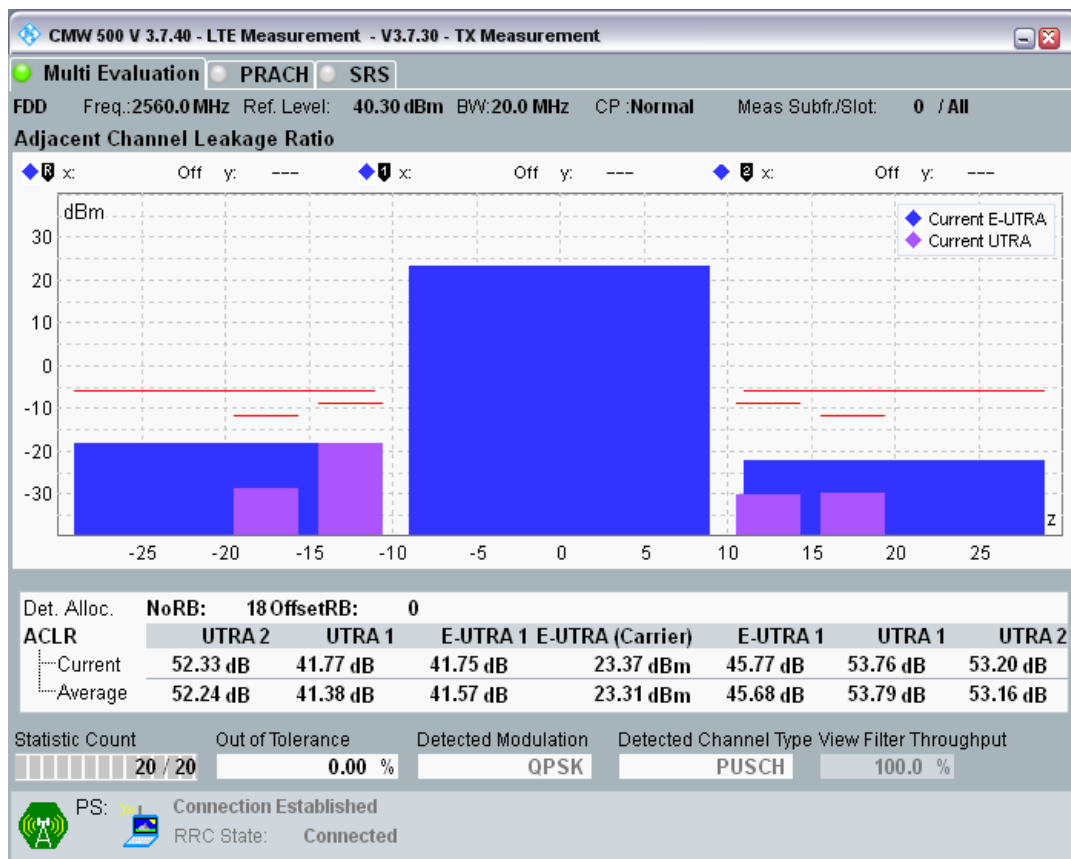 CMW 500 V 3.7.40 - LTE Measurement - V3.7.30 - TX Measurement
Multi Evaluation PRACH SRS
FDD Freq.:2560.0 MHz Ref. Level: 40.30 dBm BW:20.0 MHz CP :Normal Meas Subfr./Slot: 0 / All
Adjacent Channel Leakage Ratio
R x: Off y: --- 1 x: Off y: --- 2 x: Off y: ---
dBm
Current E-UTRA
Current UTRA
30
20
10
0
-10
-20
-30
z
-25 -20 -15 -10 -5 0 5 10 15 20 25
Det. Alloc. NoRB: 18 OffsetRB: 0
ACLR UTRA 2 UTRA 1 E-UTRA 1 E-UTRA (Carrier) E-UTRA 1 UTRA 1 UTRA 2
Current 52.33 dB 41.77 dB 41.75 dB 23.37 dBm 45.77 dB 53.76 dB 53.20 dB
Average 52.24 dB 41.38 dB 41.57 dB 23.31 dBm 45.68 dB 53.79 dB 53.16 dB
Statistic Count Out of Tolerance Detected Modulation Detected Channel Type View Filter Throughput
20 / 20 0.00 % QPSK PUSCH 100.0 %
PS: Connection Established
RRC State: Connected